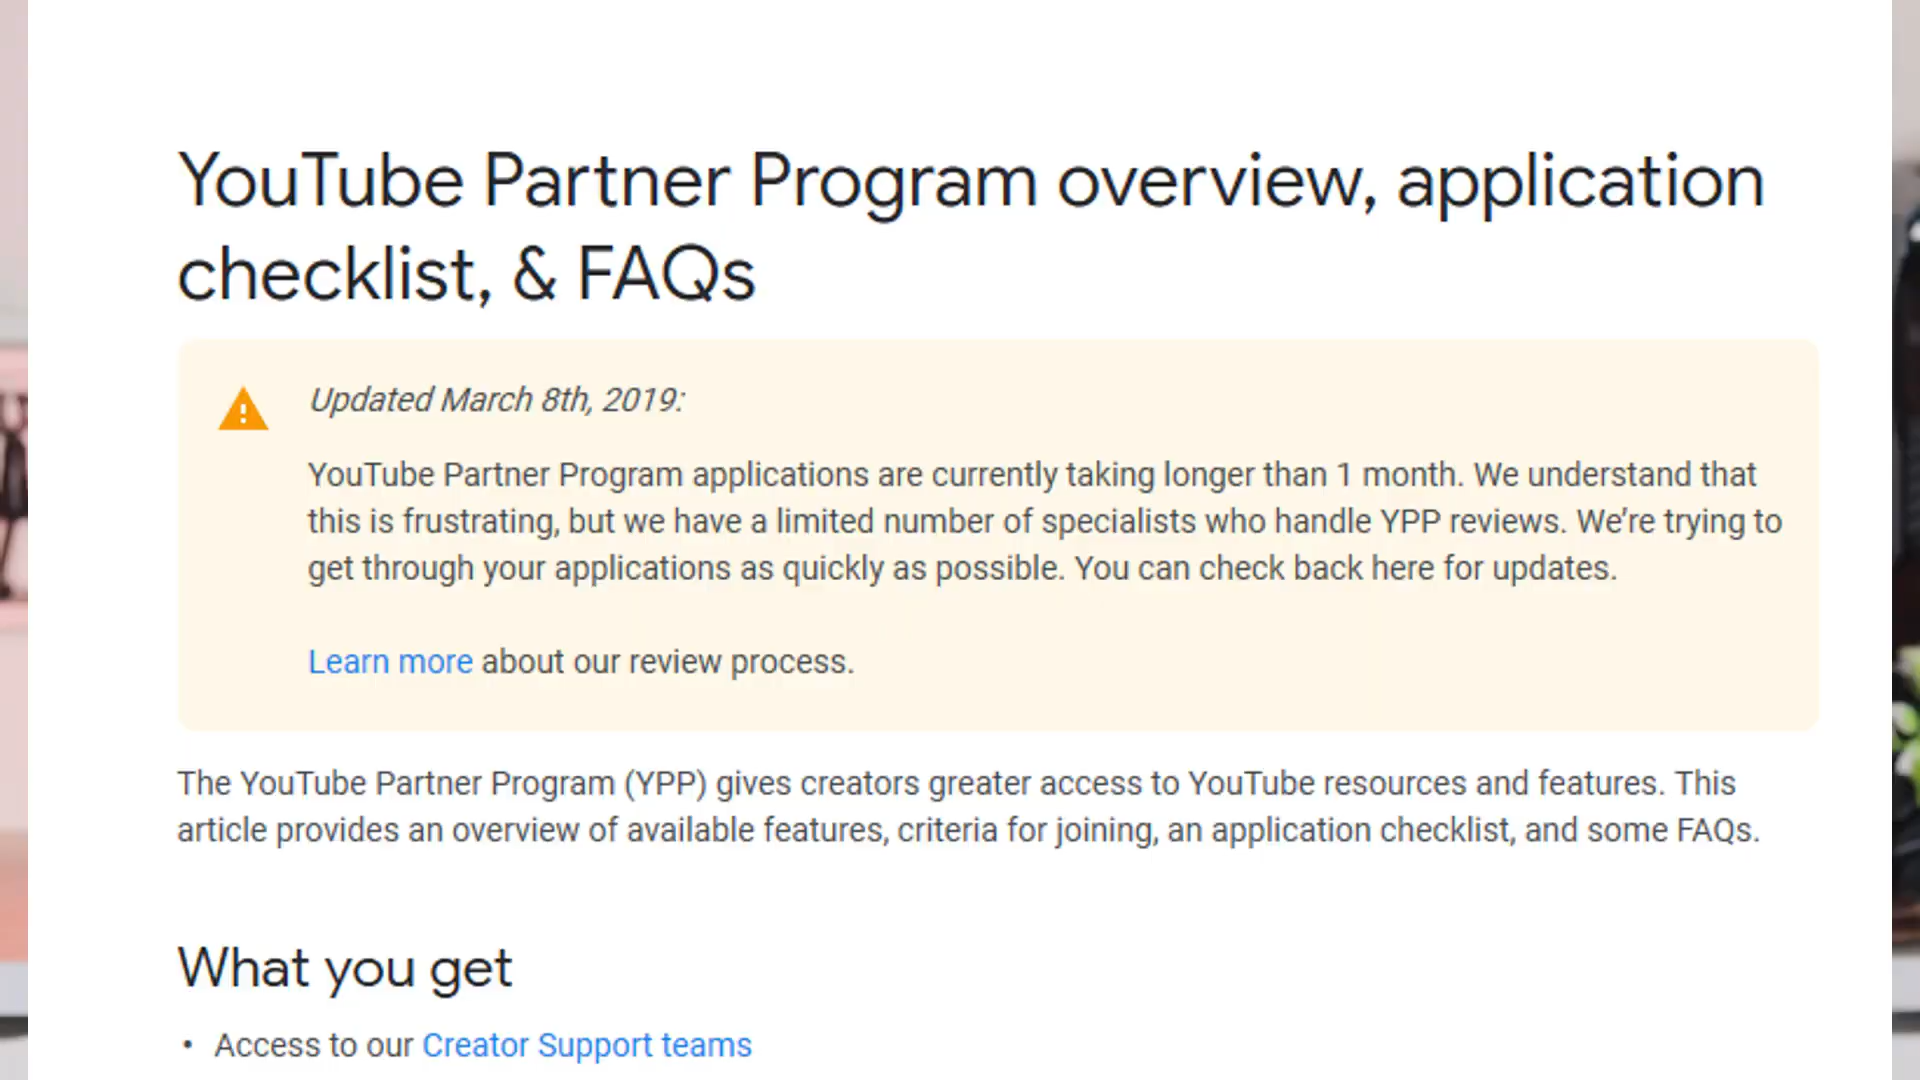 YouTube Partner Program overview, application
checklist, & FAQs
Updated March 8th, 2019:
YouTube Partner Program applications are currently taking longer than 1 month. We understand that
this is frustrating, but we have a limited number of specialists who handle YPP reviews. We’re trying to
get through your applications as quickly as possible. You can check back here for updates.
Learn more about our review process.
The YouTube Partner Program (YPP) gives creators greater access to YouTube resources and features. This
article provides an overview of available features, criteria for joining, an application checklist, and some FAQs.
What you get
• Access to our Creator Support teams